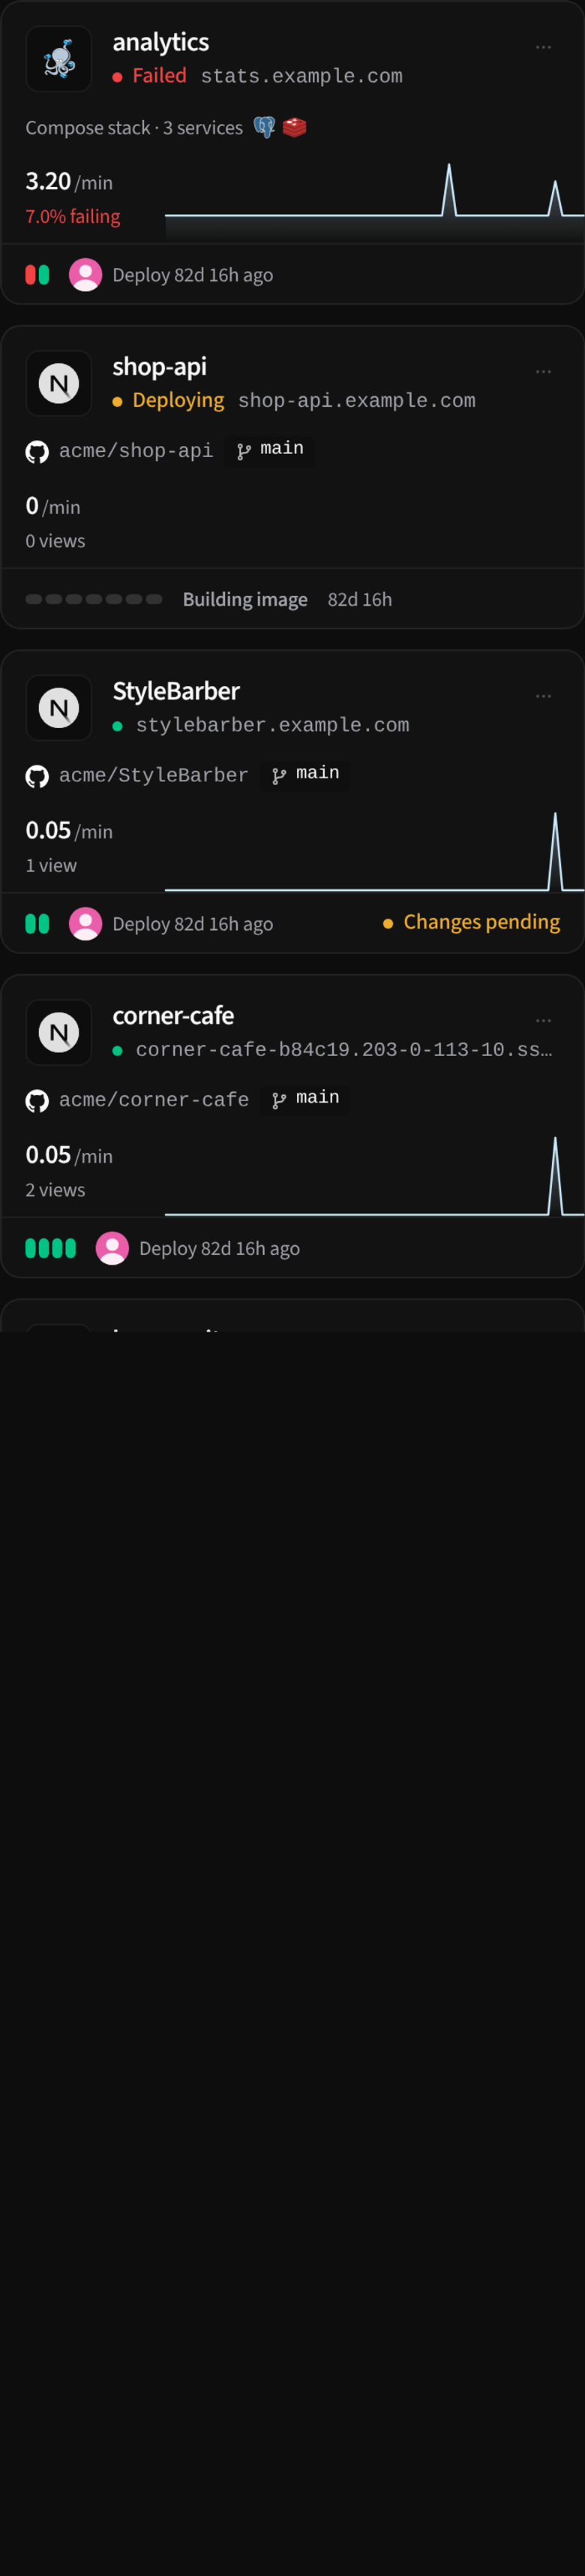 analytics
Failed stats.example.com
Compose stack · 3 services
3.20 /min
7.0% failing
Deploy 82d 16h ago
shop-api
Deploying shop-api.example.com
acme/shop-api main
0 /min
0 views
Building image 82d 16h
StyleBarber
stylebarber.example.com
acme/StyleBarber main
0.05 /min
1 view
Deploy 82d 16h ago Changes pending
corner-cafe
corner-cafe-b84c19.203-0-113-10.ss…
acme/corner-cafe main
0.05 /min
2 views
Deploy 82d 16h ago